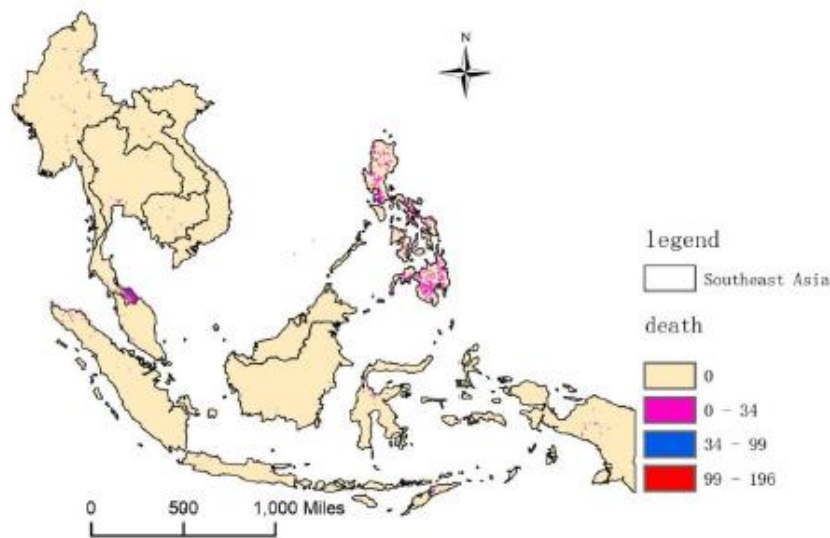 N
legend
Southeast Asia
death
0
0 - 34
34 - 99
99 - 196
0 500 1,000 Miles